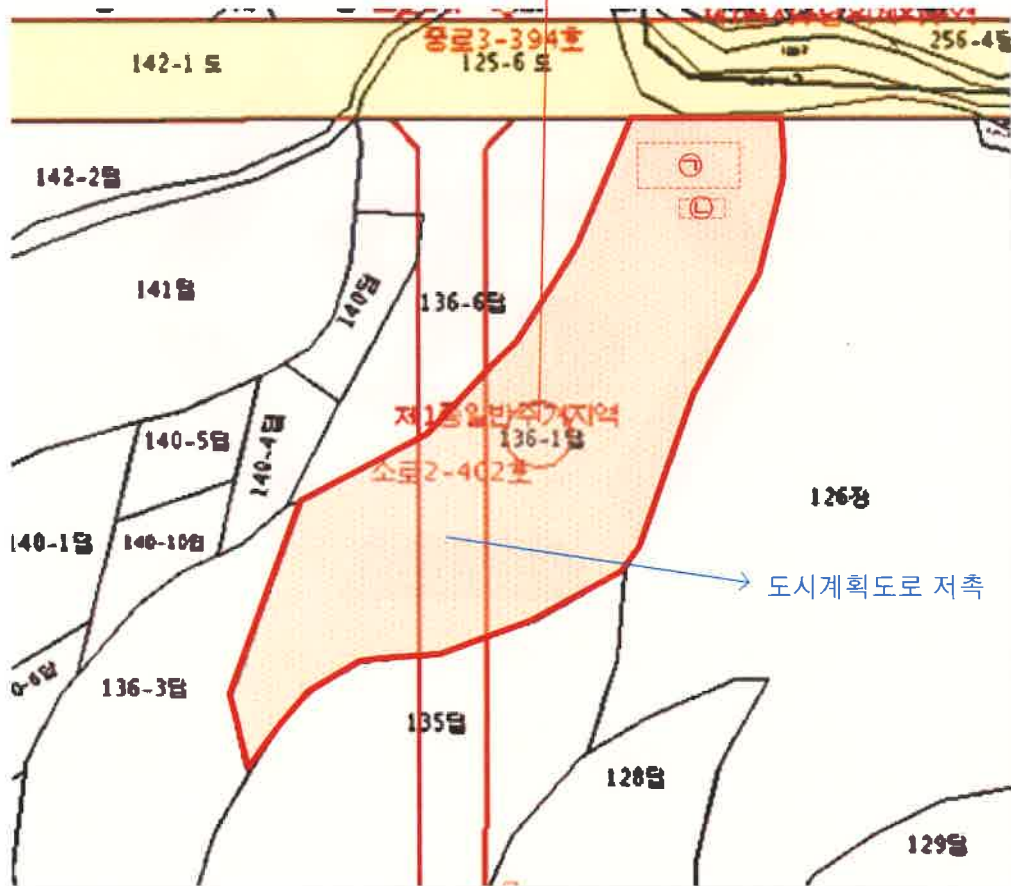 중로3-394호
142-1 도
125-6 도
256-4답
142-2답
㉠
㉡
141답
140답
136-6답
제1종일반주거지역
140-5답
140-4답
136-1답
소로2-402호
126장
140-1답
140-10답
도시계획도로 저촉
136-3답
135답
128답
129답